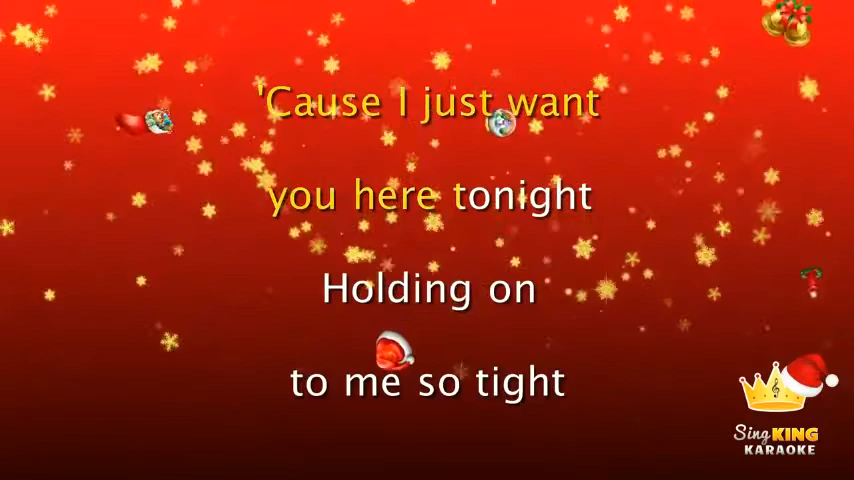 'Cause I just want
you here tonight
Holding on
to me so tight
Sing KING
KARAOKE